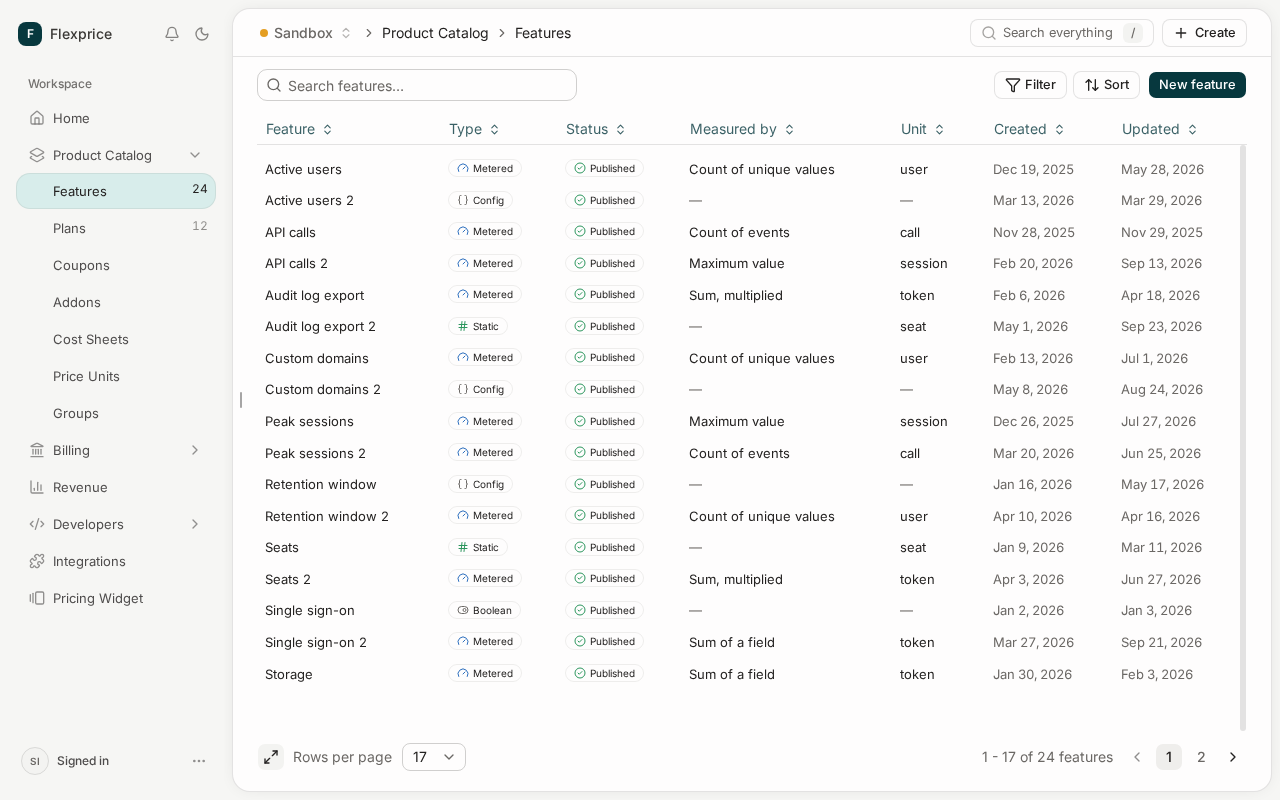 F Flexprice
Workspace
Home
Product Catalog
Features 24
Plans 12
Coupons
Addons
Cost Sheets
Price Units
Groups
Billing
Revenue
Developers
Integrations
Pricing Widget
SI Signed in
Sandbox Product Catalog Features
Search everything /
Create
Search features...
Filter
Sort
New feature
Feature Type Status Measured by Unit Created Updated
Active users Metered Published Count of unique values user Dec 19, 2025 May 28, 2026
Active users 2 Config Published — — Mar 13, 2026 Mar 29, 2026
API calls Metered Published Count of events call Nov 28, 2025 Nov 29, 2025
API calls 2 Metered Published Maximum value session Feb 20, 2026 Sep 13, 2026
Audit log export Metered Published Sum, multiplied token Feb 6, 2026 Apr 18, 2026
Audit log export 2 Static Published — seat May 1, 2026 Sep 23, 2026
Custom domains Metered Published Count of unique values user Feb 13, 2026 Jul 1, 2026
Custom domains 2 Config Published — — May 8, 2026 Aug 24, 2026
Peak sessions Metered Published Maximum value session Dec 26, 2025 Jul 27, 2026
Peak sessions 2 Metered Published Count of events call Mar 20, 2026 Jun 25, 2026
Retention window Config Published — — Jan 16, 2026 May 17, 2026
Retention window 2 Metered Published Count of unique values user Apr 10, 2026 Apr 16, 2026
Seats Static Published — seat Jan 9, 2026 Mar 11, 2026
Seats 2 Metered Published Sum, multiplied token Apr 3, 2026 Jun 27, 2026
Single sign-on Boolean Published — — Jan 2, 2026 Jan 3, 2026
Single sign-on 2 Metered Published Sum of a field token Mar 27, 2026 Sep 21, 2026
Storage Metered Published Sum of a field token Jan 30, 2026 Feb 3, 2026
Rows per page 17
1 - 17 of 24 features 1 2